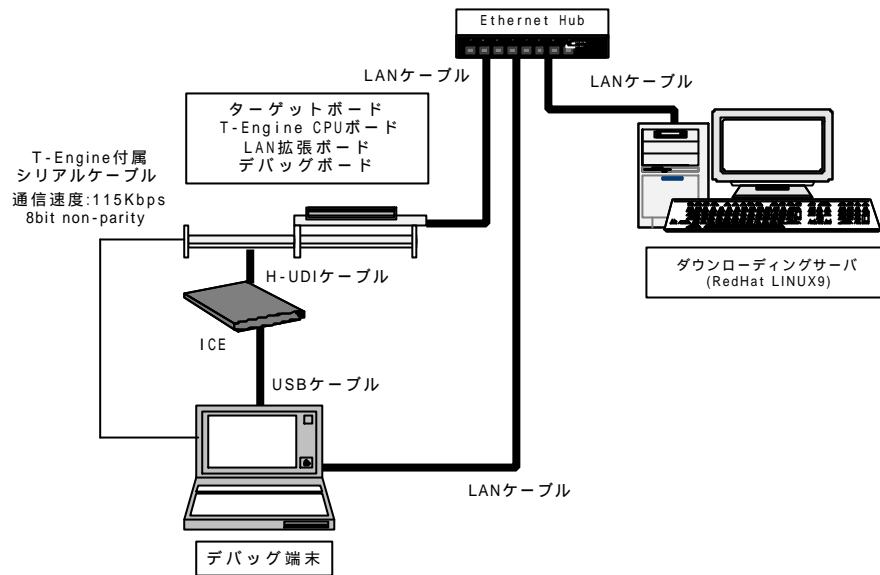 Ethernet Hub
LANケーブル
LANケーブル
ターゲットボード
T-Engine CPUボード
LAN拡張ボード
デバッグボード
T-Engine付属
シリアルケーブル
通信速度:115Kbps
8bit non-parity
H-UDIケーブル
ICE
ダウンローディングサーバ
(RedHat LINUX9)
USBケーブル
LANケーブル
デバッグ端末